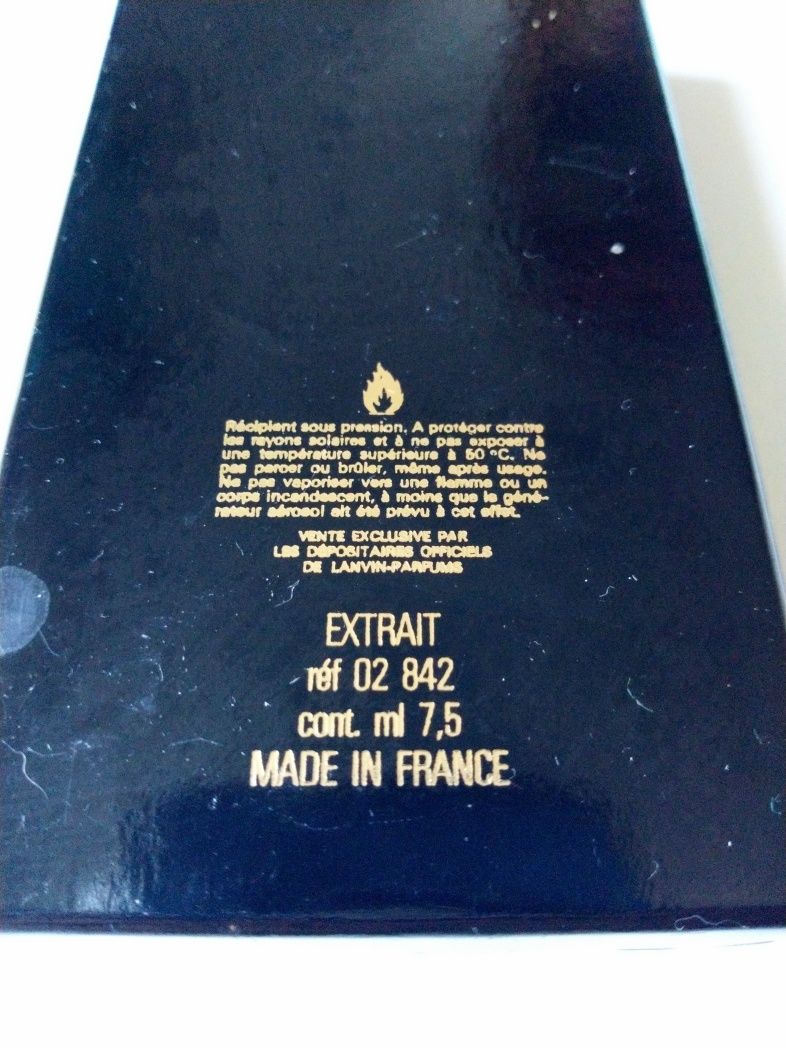 Récipient sous pression. A protéger contre
les rayons solaires et à ne pas exposer à
une température supérieure à 50 °C. Ne
pas percer ou brûler, même après usage.
Ne pas vaporiser vers une flamme ou un
corps incandescent, à moins que le géné-
rateur aérosol ait été prévu à cet effet.
VENTE EXCLUSIVE PAR
LES DÉPOSITAIRES OFFICIELS
DE LANVIN-PARFUMS
EXTRAIT
réf 02 842
cont. ml 7,5
MADE IN FRANCE